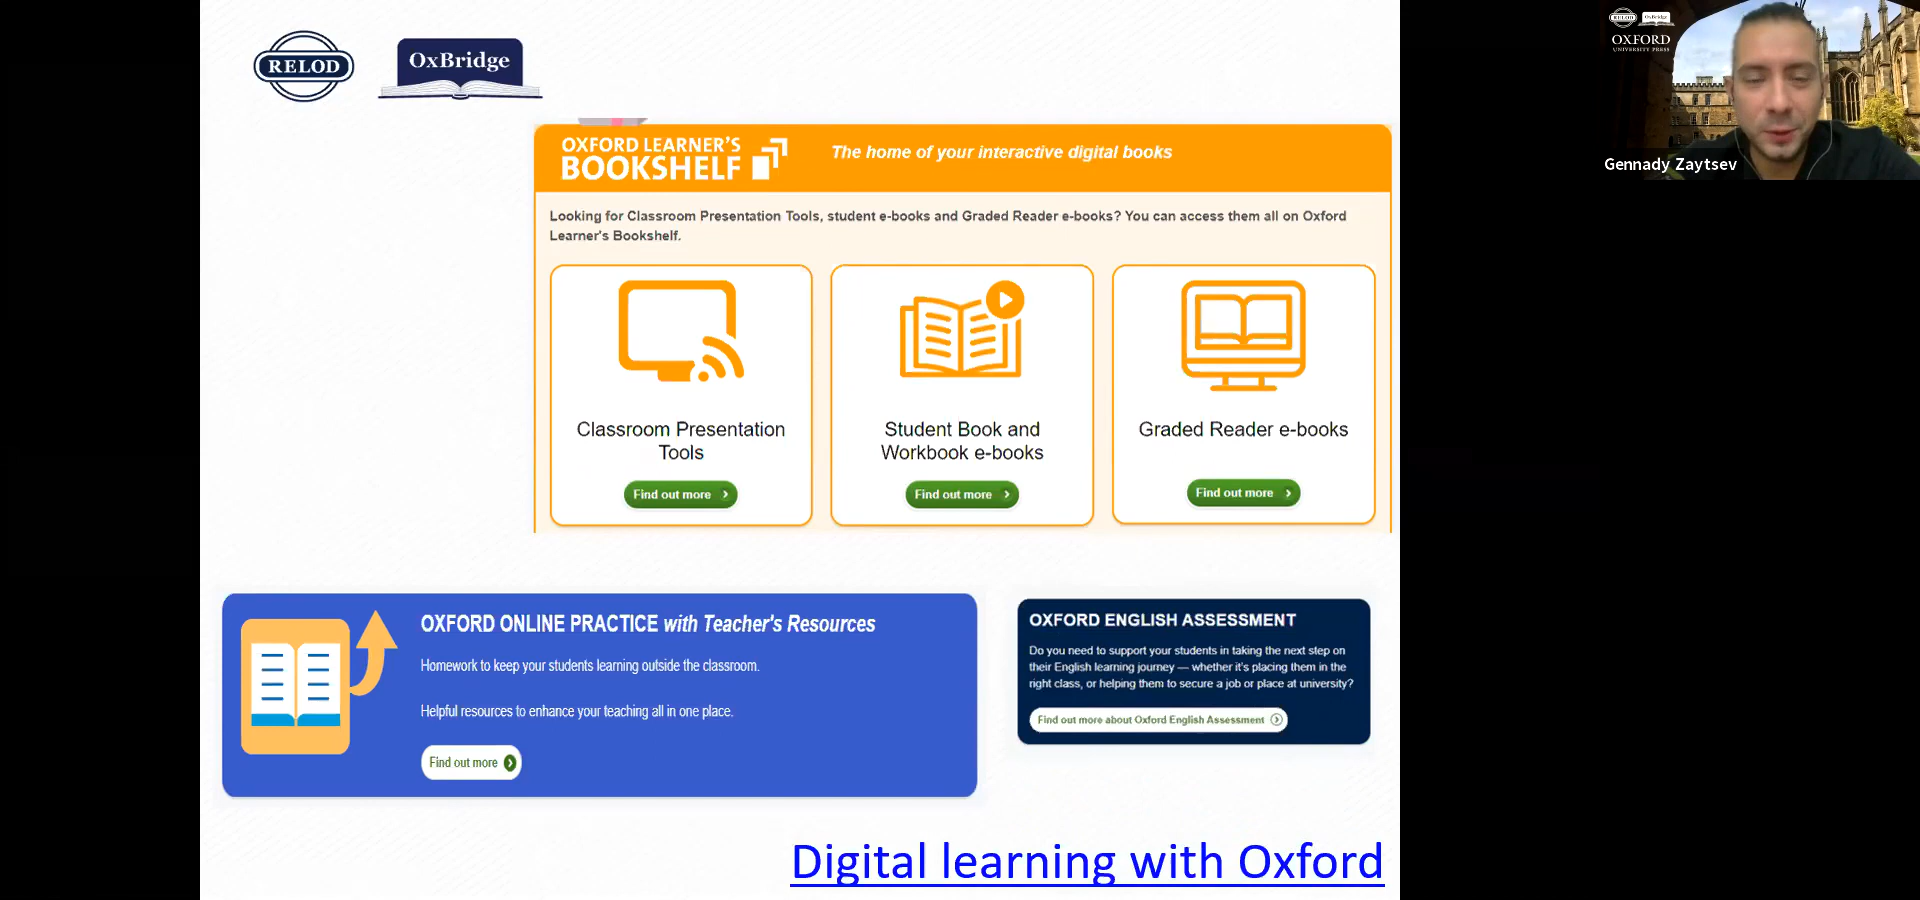 RELOD
OxBridge
RELOD
OxBridge
OXFORD
UNIVERSITY PRESS
Gennady Zaytsev
OXFORD LEARNER'S
BOOKSHELF
The home of your interactive digital books
Looking for Classroom Presentation Tools, student e-books and Graded Reader e-books? You can access them all on Oxford
Learner's Bookshelf.
Classroom Presentation
Tools
Find out more
Student Book and
Workbook e-books
Find out more
Graded Reader e-books
Find out more
OXFORD ONLINE PRACTICE with Teacher's Resources
Homework to keep your students learning outside the classroom.
Helpful resources to enhance your teaching all in one place.
Find out more
OXFORD ENGLISH ASSESSMENT
Do you need to support your students in taking the next step on
their English learning journey — whether it's placing them in the
right class, or helping them to secure a job or place at university?
Find out more about Oxford English Assessment
Digital learning with Oxford